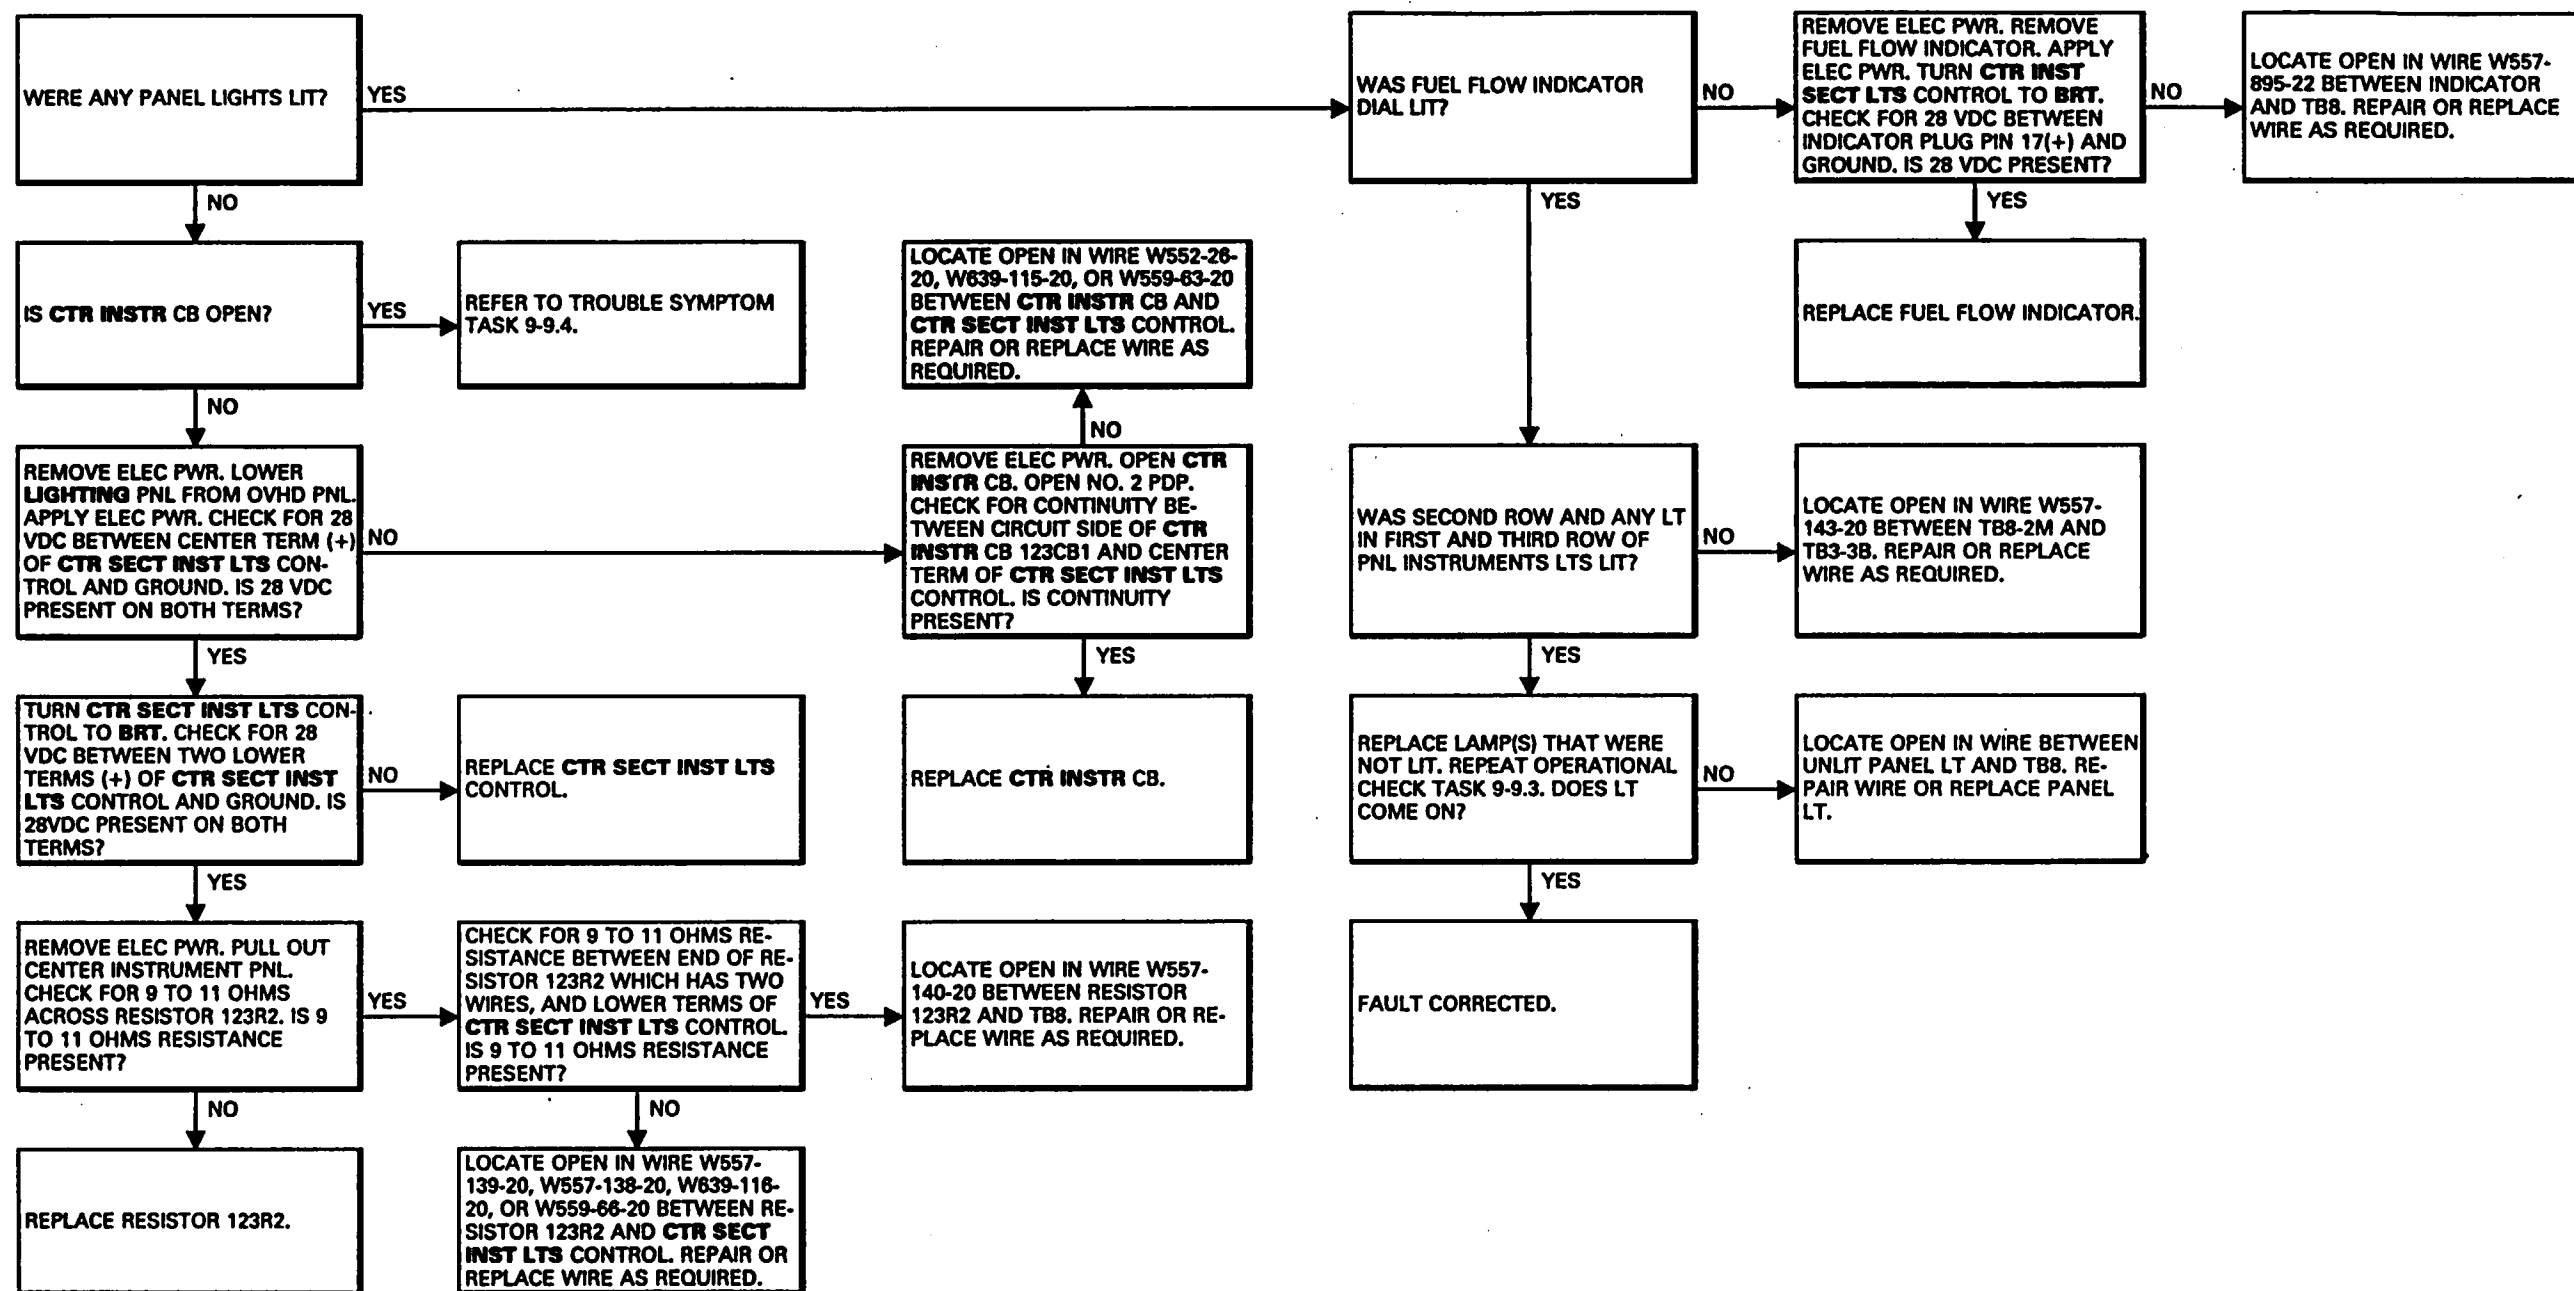 WERE ANY PANEL LIGHTS LIT?
YES
NO
WAS FUEL FLOW INDICATOR
DIAL LIT?
NO
YES
REMOVE ELEC PWR. REMOVE
FUEL FLOW INDICATOR. APPLY
ELEC PWR. TURN CTR INST
SECT LTS CONTROL TO BRT.
CHECK FOR 28 VDC BETWEEN
INDICATOR PLUG PIN 17(+) AND
GROUND. IS 28 VDC PRESENT?
NO
YES
LOCATE OPEN IN WIRE W557-
895-22 BETWEEN INDICATOR
AND TB8. REPAIR OR REPLACE
WIRE AS REQUIRED.
IS CTR INSTR CB OPEN?
YES
NO
REFER TO TROUBLE SYMPTOM
TASK 9-9.4.
LOCATE OPEN IN WIRE W552-26-
20, W639-115-20, OR W559-63-20
BETWEEN CTR INSTR CB AND
CTR SECT INST LTS CONTROL.
REPAIR OR REPLACE WIRE AS
REQUIRED.
NO
REPLACE FUEL FLOW INDICATOR.
REMOVE ELEC PWR. LOWER
LIGHTING PNL FROM OVHD PNL.
APPLY ELEC PWR. CHECK FOR 28
VDC BETWEEN CENTER TERM (+)
OF CTR SECT INST LTS CON-
TROL AND GROUND. IS 28 VDC
PRESENT ON BOTH TERMS?
NO
YES
REMOVE ELEC PWR. OPEN CTR
INSTR CB. OPEN NO. 2 PDP.
CHECK FOR CONTINUITY BE-
TWEEN CIRCUIT SIDE OF CTR
INSTR CB 123CB1 AND CENTER
TERM OF CTR SECT INST LTS
CONTROL. IS CONTINUITY
PRESENT?
YES
WAS SECOND ROW AND ANY LT
IN FIRST AND THIRD ROW OF
PNL INSTRUMENTS LTS LIT?
NO
YES
LOCATE OPEN IN WIRE W557-
143-20 BETWEEN TB8-2M AND
TB3-3B. REPAIR OR REPLACE
WIRE AS REQUIRED.
TURN CTR SECT INST LTS CON-
TROL TO BRT. CHECK FOR 28
VDC BETWEEN TWO LOWER
TERMS (+) OF CTR SECT INST
LTS CONTROL AND GROUND. IS
28VDC PRESENT ON BOTH
TERMS?
NO
YES
REPLACE CTR SECT INST LTS
CONTROL.
REPLACE CTR INSTR CB.
REPLACE LAMP(S) THAT WERE
NOT LIT. REPEAT OPERATIONAL
CHECK TASK 9-9.3. DOES LT
COME ON?
NO
YES
LOCATE OPEN IN WIRE BETWEEN
UNLIT PANEL LT AND TB8. RE-
PAIR WIRE OR REPLACE PANEL
LT.
REMOVE ELEC PWR. PULL OUT
CENTER INSTRUMENT PNL.
CHECK FOR 9 TO 11 OHMS
ACROSS RESISTOR 123R2. IS 9
TO 11 OHMS RESISTANCE
PRESENT?
YES
NO
CHECK FOR 9 TO 11 OHMS RE-
SISTANCE BETWEEN END OF RE-
SISTOR 123R2 WHICH HAS TWO
WIRES, AND LOWER TERMS OF
CTR SECT INST LTS CONTROL.
IS 9 TO 11 OHMS RESISTANCE
PRESENT?
YES
NO
LOCATE OPEN IN WIRE W557-
140-20 BETWEEN RESISTOR
123R2 AND TB8. REPAIR OR RE-
PLACE WIRE AS REQUIRED.
FAULT CORRECTED.
REPLACE RESISTOR 123R2.
LOCATE OPEN IN WIRE W557-
139-20, W557-138-20, W639-116-
20, OR W559-66-20 BETWEEN RE-
SISTOR 123R2 AND CTR SECT
INST LTS CONTROL. REPAIR OR
REPLACE WIRE AS REQUIRED.